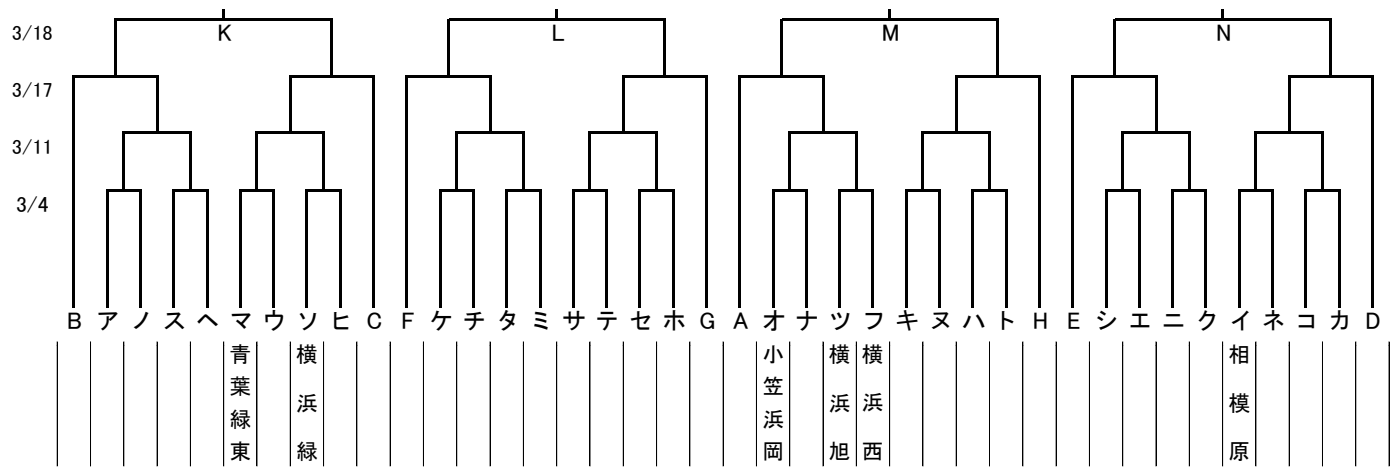 3/18
K
L
M
N
3/17
3/11
3/4
B ア ノ ス ヘ マ ウ ソ ヒ C F ケ チ タ ミ サ テ セ ホ G A オ ナ ツ フ キ ヌ ハ ト H E シ エ ニ ク イ ネ コ カ D
青葉緑東
横浜緑
小笠浜岡
横浜旭
横浜西
相模原